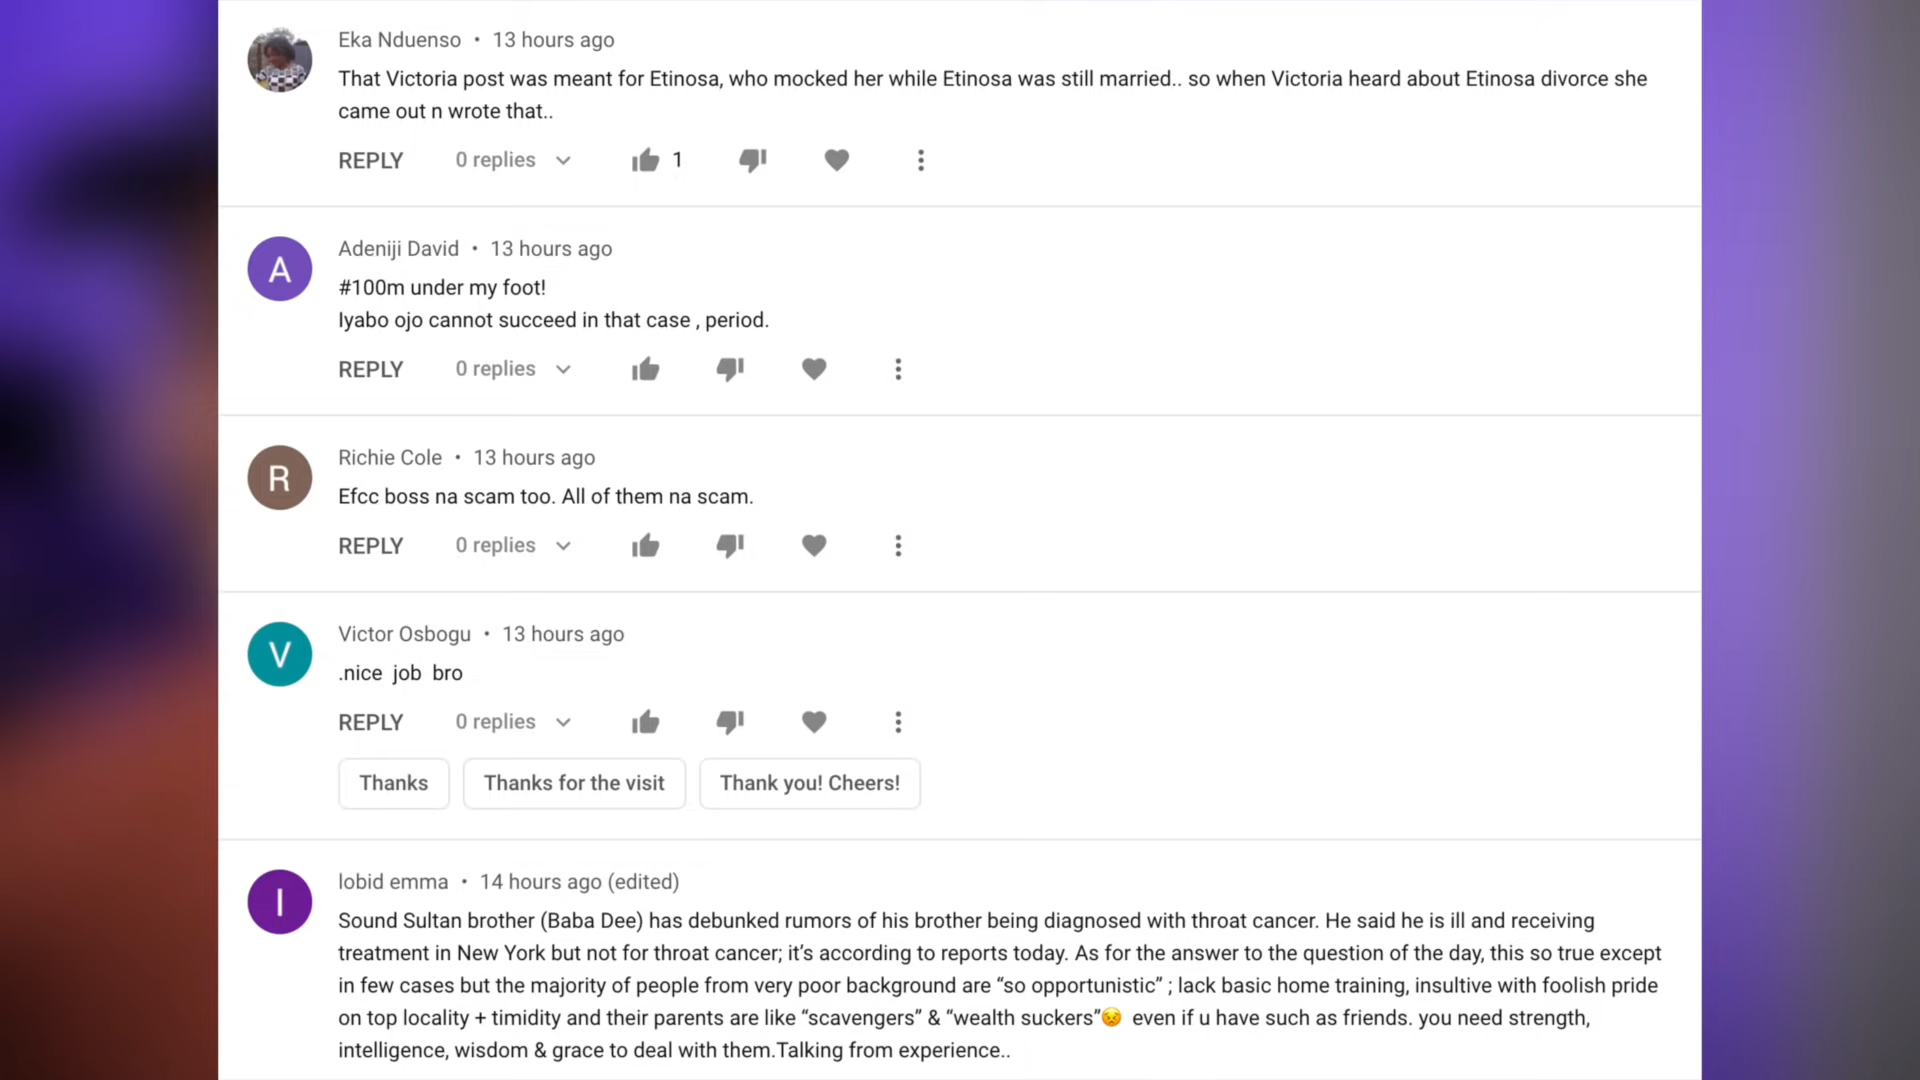 Eka Nduenso • 13 hours ago
That Victoria post was meant for Etinosa, who mocked her while Etinosa was still married.. so when Victoria heard about Etinosa divorce she
came out n wrote that..
REPLY 0 replies 1
A
Adeniji David • 13 hours ago
#100m under my foot!
Iyabo ojo cannot succeed in that case , period.
REPLY 0 replies
R
Richie Cole • 13 hours ago
Efcc boss na scam too. All of them na scam.
REPLY 0 replies
V
Victor Osbogu • 13 hours ago
.nice job bro
REPLY 0 replies
Thanks Thanks for the visit Thank you! Cheers!
I
Iobid emma • 14 hours ago (edited)
Sound Sultan brother (Baba Dee) has debunked rumors of his brother being diagnosed with throat cancer. He said he is ill and receiving
treatment in New York but not for throat cancer; it’s according to reports today. As for the answer to the question of the day, this so true except
in few cases but the majority of people from very poor background are “so opportunistic” ; lack basic home training, insultive with foolish pride
on top locality + timidity and their parents are like “scavengers” & “wealth suckers”😣 even if u have such as friends. you need strength,
intelligence, wisdom & grace to deal with them.Talking from experience..